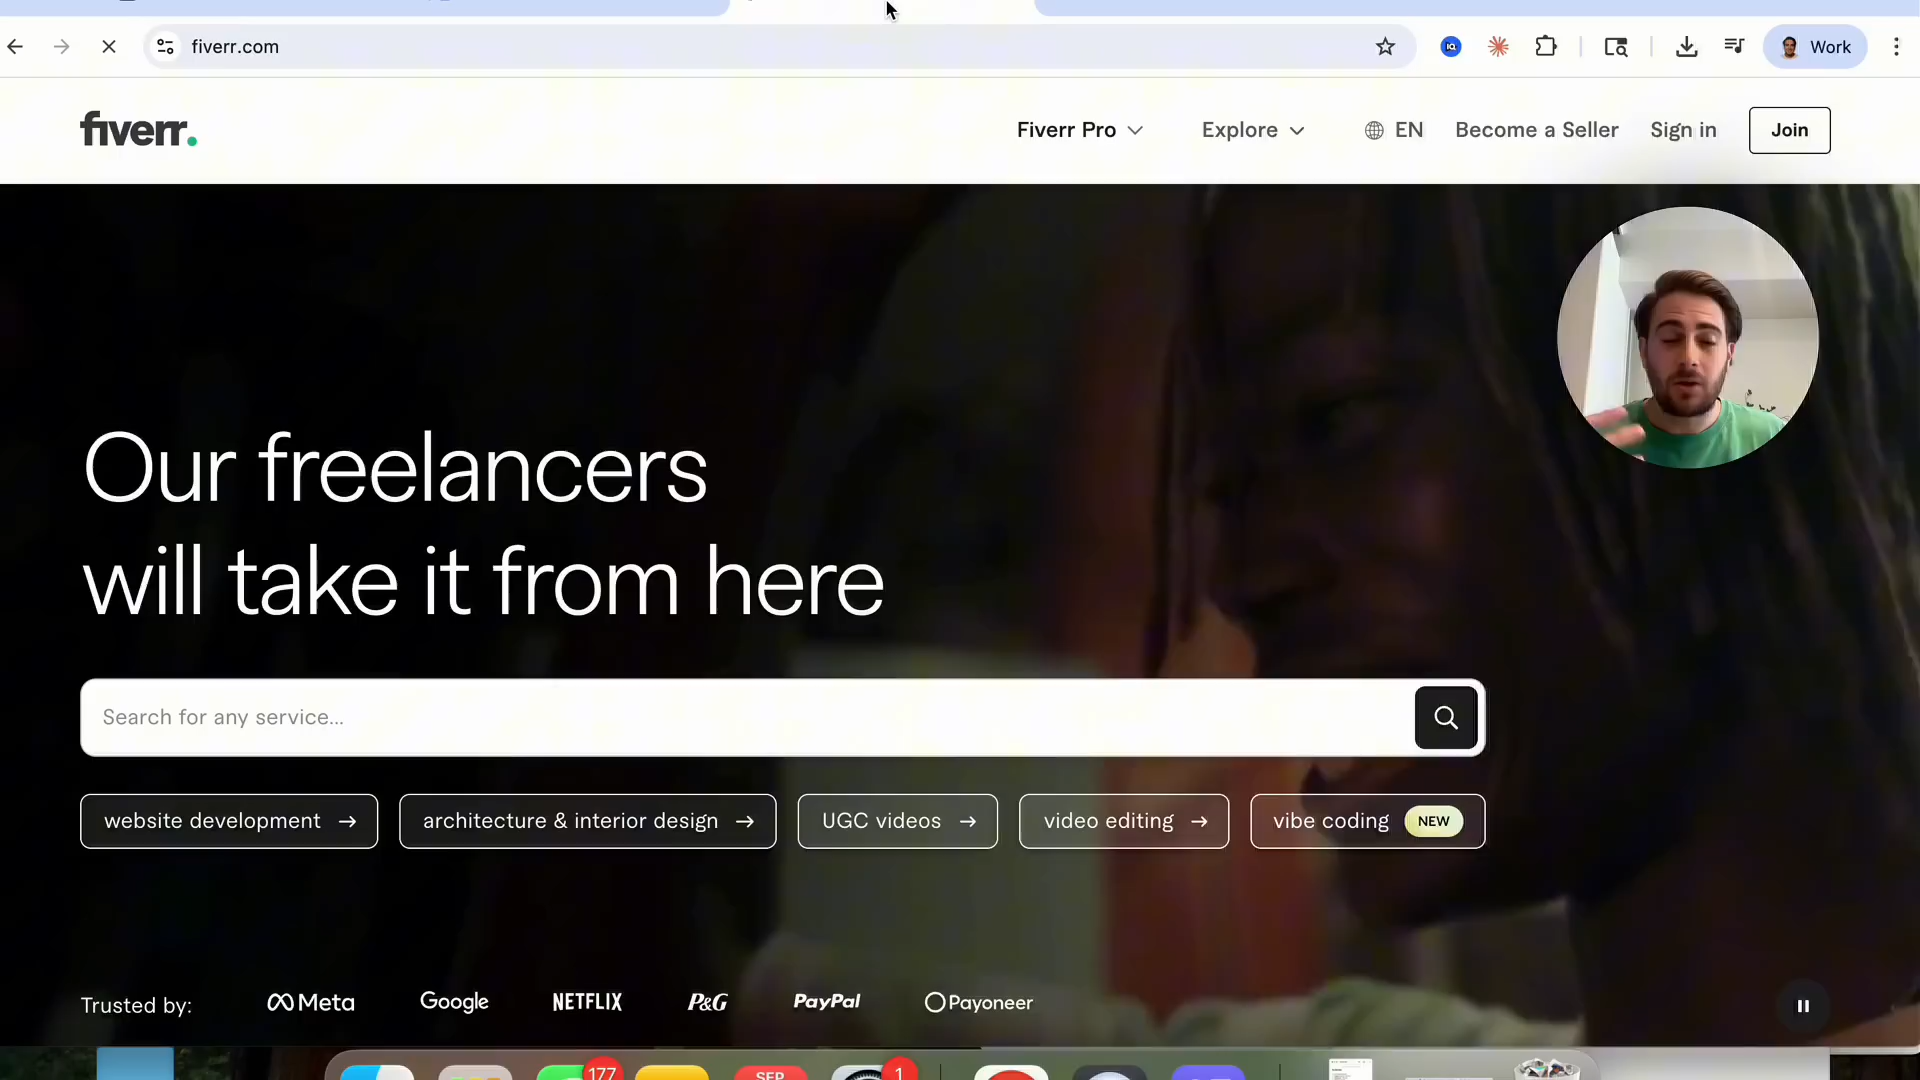 fiverr.com
Work
fiverr.
Fiverr Pro
Explore
EN
Become a Seller
Sign in
Join
Our freelancers
will take it from here
Search for any service...
website development →
architecture & interior design →
UGC videos →
video editing →
vibe coding NEW
Trusted by:
Meta
Google
NETFLIX
P&G
PayPal
Payoneer
177
SEP
1